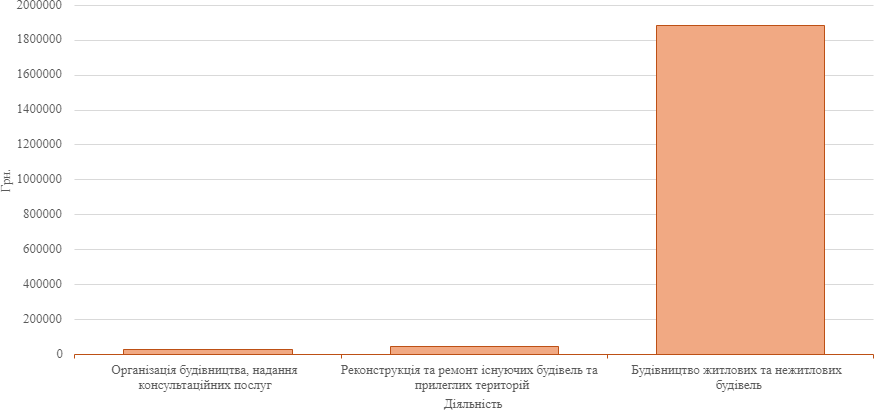 2000000
1800000
1600000
1400000
1200000
1000000
800000
600000
400000
200000
0
Грн.
Організація будівництва, надання
консультаційних послуг
Реконструкція та ремонт існуючих будівель та
прилеглих територій
Будівництво житлових та нежитлових
будівель
Діяльність